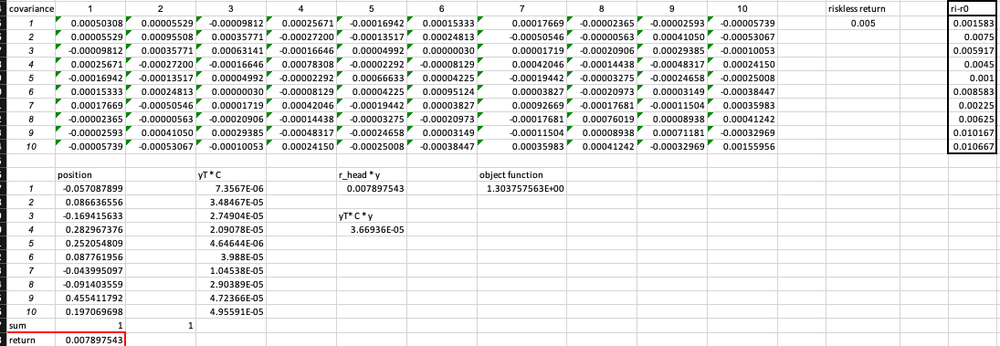 covariance 1 2 3 4 5 6 7 8 9 10 riskless return ri-r0
1 0.00050308 0.00005529 -0.00009812 0.00025671 -0.00016942 0.00015333 0.00017669 -0.00002365 -0.00002593 -0.00005739 0.005 0.001583
2 0.00005529 0.00095508 0.00035771 -0.00027200 -0.00013517 0.00024813 -0.00050546 -0.00000563 0.00041050 -0.00053067 0.0075
3 -0.00009812 0.00035771 0.00063141 -0.00016646 0.00004992 0.00000030 0.00001719 -0.00020906 0.00029385 -0.00010053 0.005917
4 0.00025671 -0.00027200 -0.00016646 0.00078308 -0.00002292 -0.00008129 0.00042046 -0.00014438 -0.00048317 0.00024150 0.0045
5 -0.00016942 -0.00013517 0.00004992 -0.00002292 0.00066633 0.00004225 -0.00019442 -0.00003275 -0.00024658 -0.00025008 0.001
6 0.00015333 0.00024813 0.00000030 -0.00008129 0.00004225 0.00095124 0.00003827 -0.00020973 0.00003149 -0.00038447 0.008583
7 0.00017669 -0.00050546 0.00001719 0.00042046 -0.00019442 0.00003827 0.00092669 -0.00017681 -0.00011504 0.00035983 0.00225
8 -0.00002365 -0.00000563 -0.00020906 -0.00014438 -0.00003275 -0.00020973 -0.00017681 0.00076019 0.00008938 0.00041242 0.00625
9 -0.00002593 0.00041050 0.00029385 -0.00048317 -0.00024658 0.00003149 -0.00011504 0.00008938 0.00071181 -0.00032969 0.010167
10 -0.00005739 -0.00053067 -0.00010053 0.00024150 -0.00025008 -0.00038447 0.00035983 0.00041242 -0.00032969 0.00155956 0.010667
position yT * C r_head * y object function
1 -0.057087899 7.3567E-06 0.007897543 1.303757563E+00
2 0.086636556 3.48467E-05
3 -0.169415633 2.74904E-05 yT* C * y
4 0.282967376 2.09078E-05 3.66936E-05
5 0.252054809 4.64644E-06
6 0.087761956 3.988E-05
7 -0.043995097 1.04538E-05
8 -0.091403559 2.90389E-05
9 0.455411792 4.72366E-05
10 0.197069698 4.95591E-05
sum 1 1
return 0.007897543